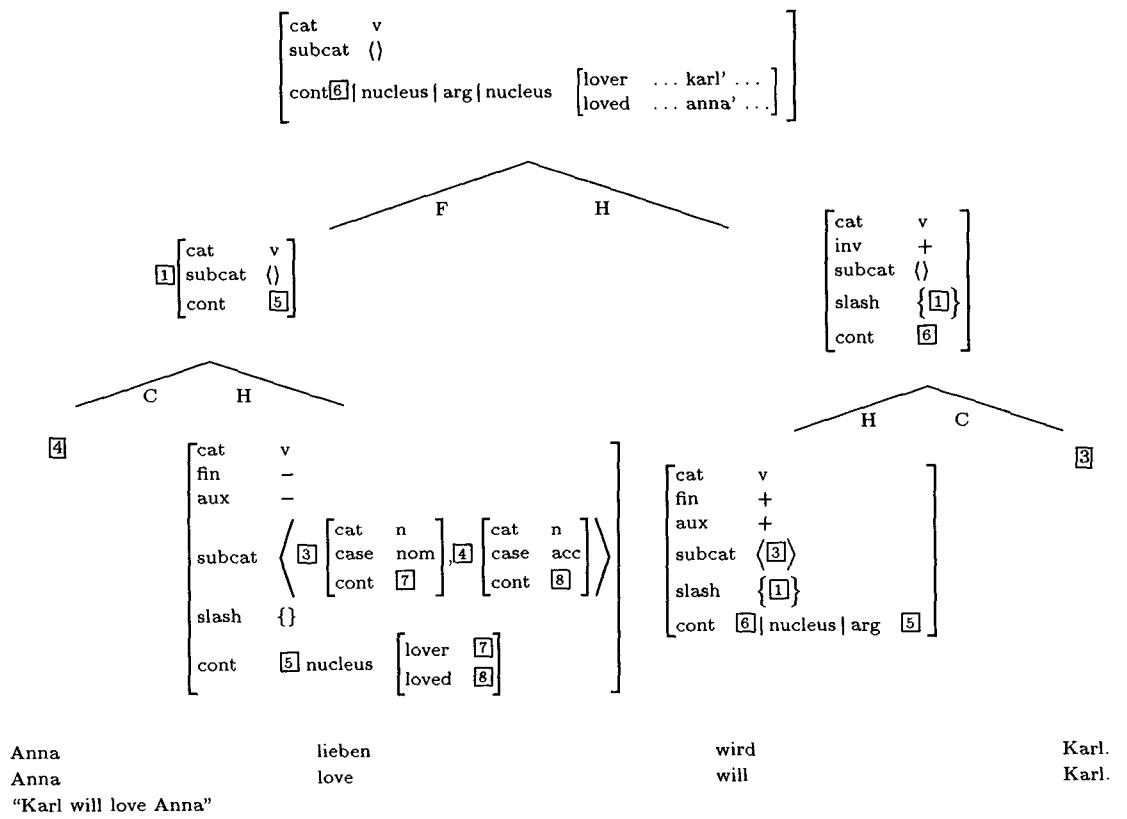 cat v
subcat ⟨⟩
cont 6 | nucleus | arg | nucleus
lover ... karl' ...
loved ... anna' ...
F H
1
cat v
subcat ⟨⟩
cont 5
cat v
inv +
subcat ⟨⟩
slash {1}
cont 6
C H
H C
4
cat v
fin −
aux −
subcat ⟨ 3 [cat n case nom cont 7], 4 [cat n case acc cont 8] ⟩
slash {}
cont 5 nucleus
lover 7
loved 8
cat v
fin +
aux +
subcat ⟨3⟩
slash {1}
cont 6 | nucleus | arg 5
3
Anna lieben wird Karl.
Anna love will Karl.
“Karl will love Anna”